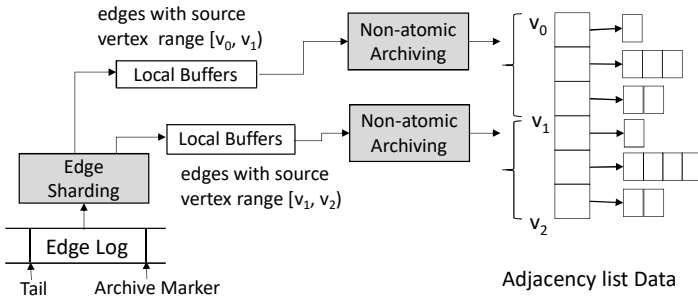 edges with source
vertex range [v0, v1)
Local Buffers
Non-atomic
Archiving
v0
Local Buffers
Non-atomic
Archiving
v1
Edge
Sharding
edges with source
vertex range [v1, v2)
v2
Edge Log
Tail
Archive Marker
Adjacency list Data